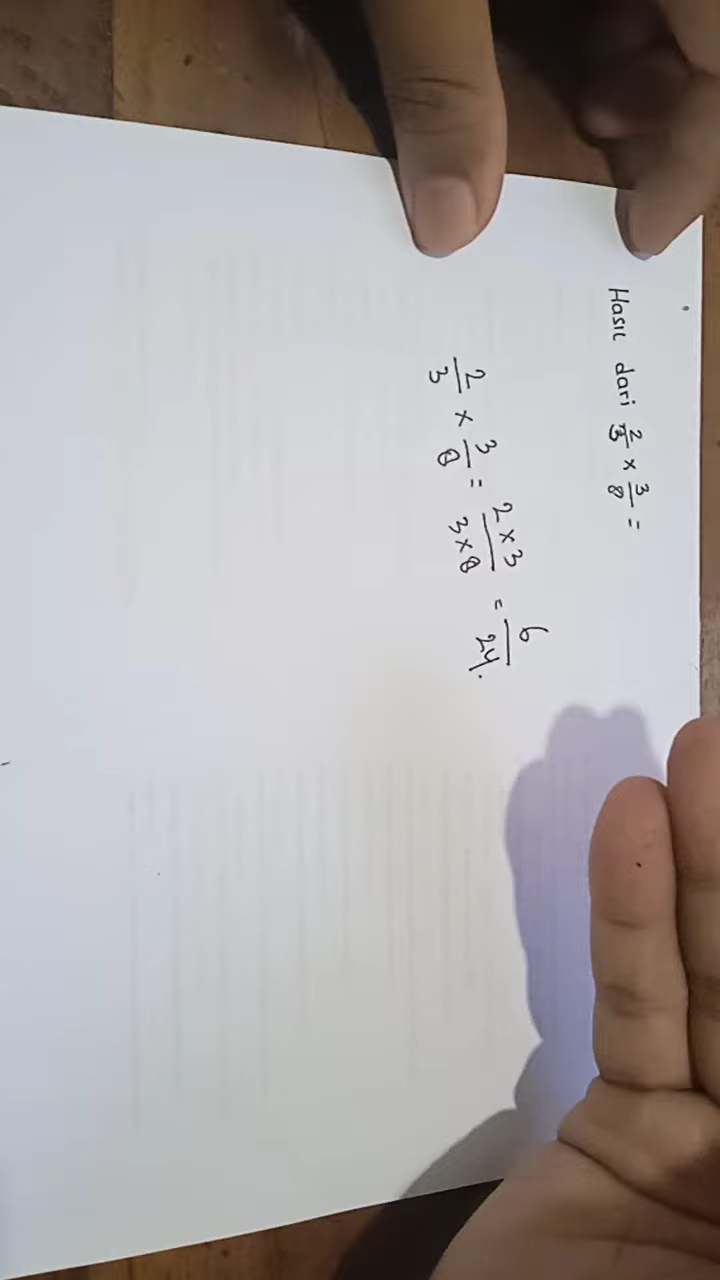 Hasil dari 2/3 × 3/8 =
2/3 × 3/8 = 2×3/3×8 = 6/24.